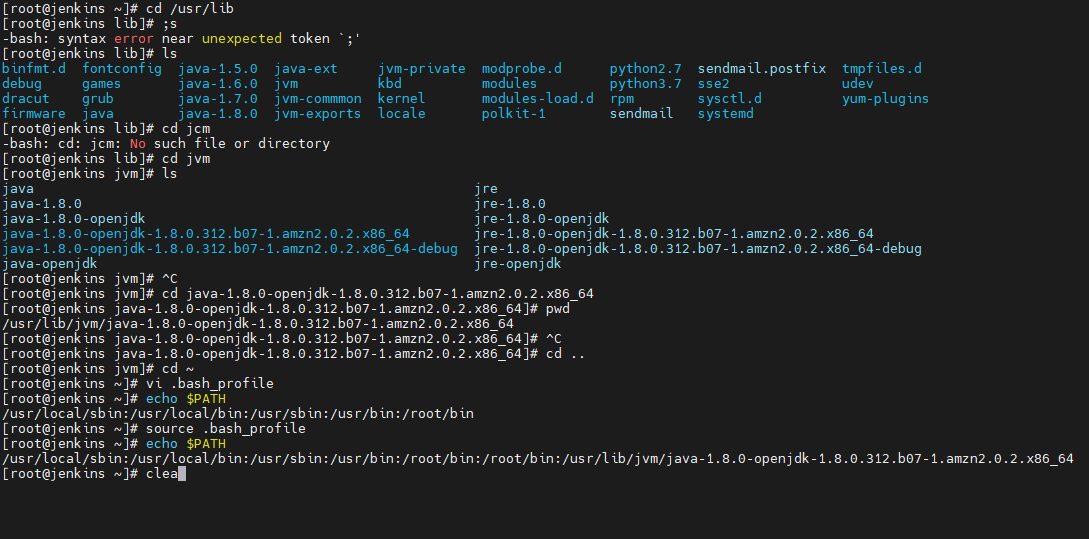 [root@jenkins ~]# cd /usr/lib
[root@jenkins lib]# ;s
-bash: syntax error near unexpected token `;'
[root@jenkins lib]# ls
binfmt.d  fontconfig  java-1.5.0  java-ext     jvm-private  modprobe.d      python2.7  sendmail.postfix  tmpfiles.d
debug     games       java-1.6.0  jvm          kbd          modules         python3.7  sse2              udev
dracut    grub        java-1.7.0  jvm-commmon  kernel       modules-load.d  rpm        sysctl.d          yum-plugins
firmware  java        java-1.8.0  jvm-exports  locale       polkit-1        sendmail   systemd
[root@jenkins lib]# cd jcm
-bash: cd: jcm: No such file or directory
[root@jenkins lib]# cd jvm
[root@jenkins jvm]# ls
java                                                       jre
java-1.8.0                                                 jre-1.8.0
java-1.8.0-openjdk                                         jre-1.8.0-openjdk
java-1.8.0-openjdk-1.8.0.312.b07-1.amzn2.0.2.x86_64        jre-1.8.0-openjdk-1.8.0.312.b07-1.amzn2.0.2.x86_64
java-1.8.0-openjdk-1.8.0.312.b07-1.amzn2.0.2.x86_64-debug  jre-1.8.0-openjdk-1.8.0.312.b07-1.amzn2.0.2.x86_64-debug
java-openjdk                                               jre-openjdk
[root@jenkins jvm]# ^C
[root@jenkins jvm]# cd java-1.8.0-openjdk-1.8.0.312.b07-1.amzn2.0.2.x86_64
[root@jenkins java-1.8.0-openjdk-1.8.0.312.b07-1.amzn2.0.2.x86_64]# pwd
/usr/lib/jvm/java-1.8.0-openjdk-1.8.0.312.b07-1.amzn2.0.2.x86_64
[root@jenkins java-1.8.0-openjdk-1.8.0.312.b07-1.amzn2.0.2.x86_64]# ^C
[root@jenkins java-1.8.0-openjdk-1.8.0.312.b07-1.amzn2.0.2.x86_64]# cd ..
[root@jenkins jvm]# cd ~
[root@jenkins ~]# vi .bash_profile
[root@jenkins ~]# echo $PATH
/usr/local/sbin:/usr/local/bin:/usr/sbin:/usr/bin:/root/bin
[root@jenkins ~]# source .bash_profile
[root@jenkins ~]# echo $PATH
/usr/local/sbin:/usr/local/bin:/usr/sbin:/usr/bin:/root/bin:/root/bin:/usr/lib/jvm/java-1.8.0-openjdk-1.8.0.312.b07-1.amzn2.0.2.x86_64
[root@jenkins ~]# clea